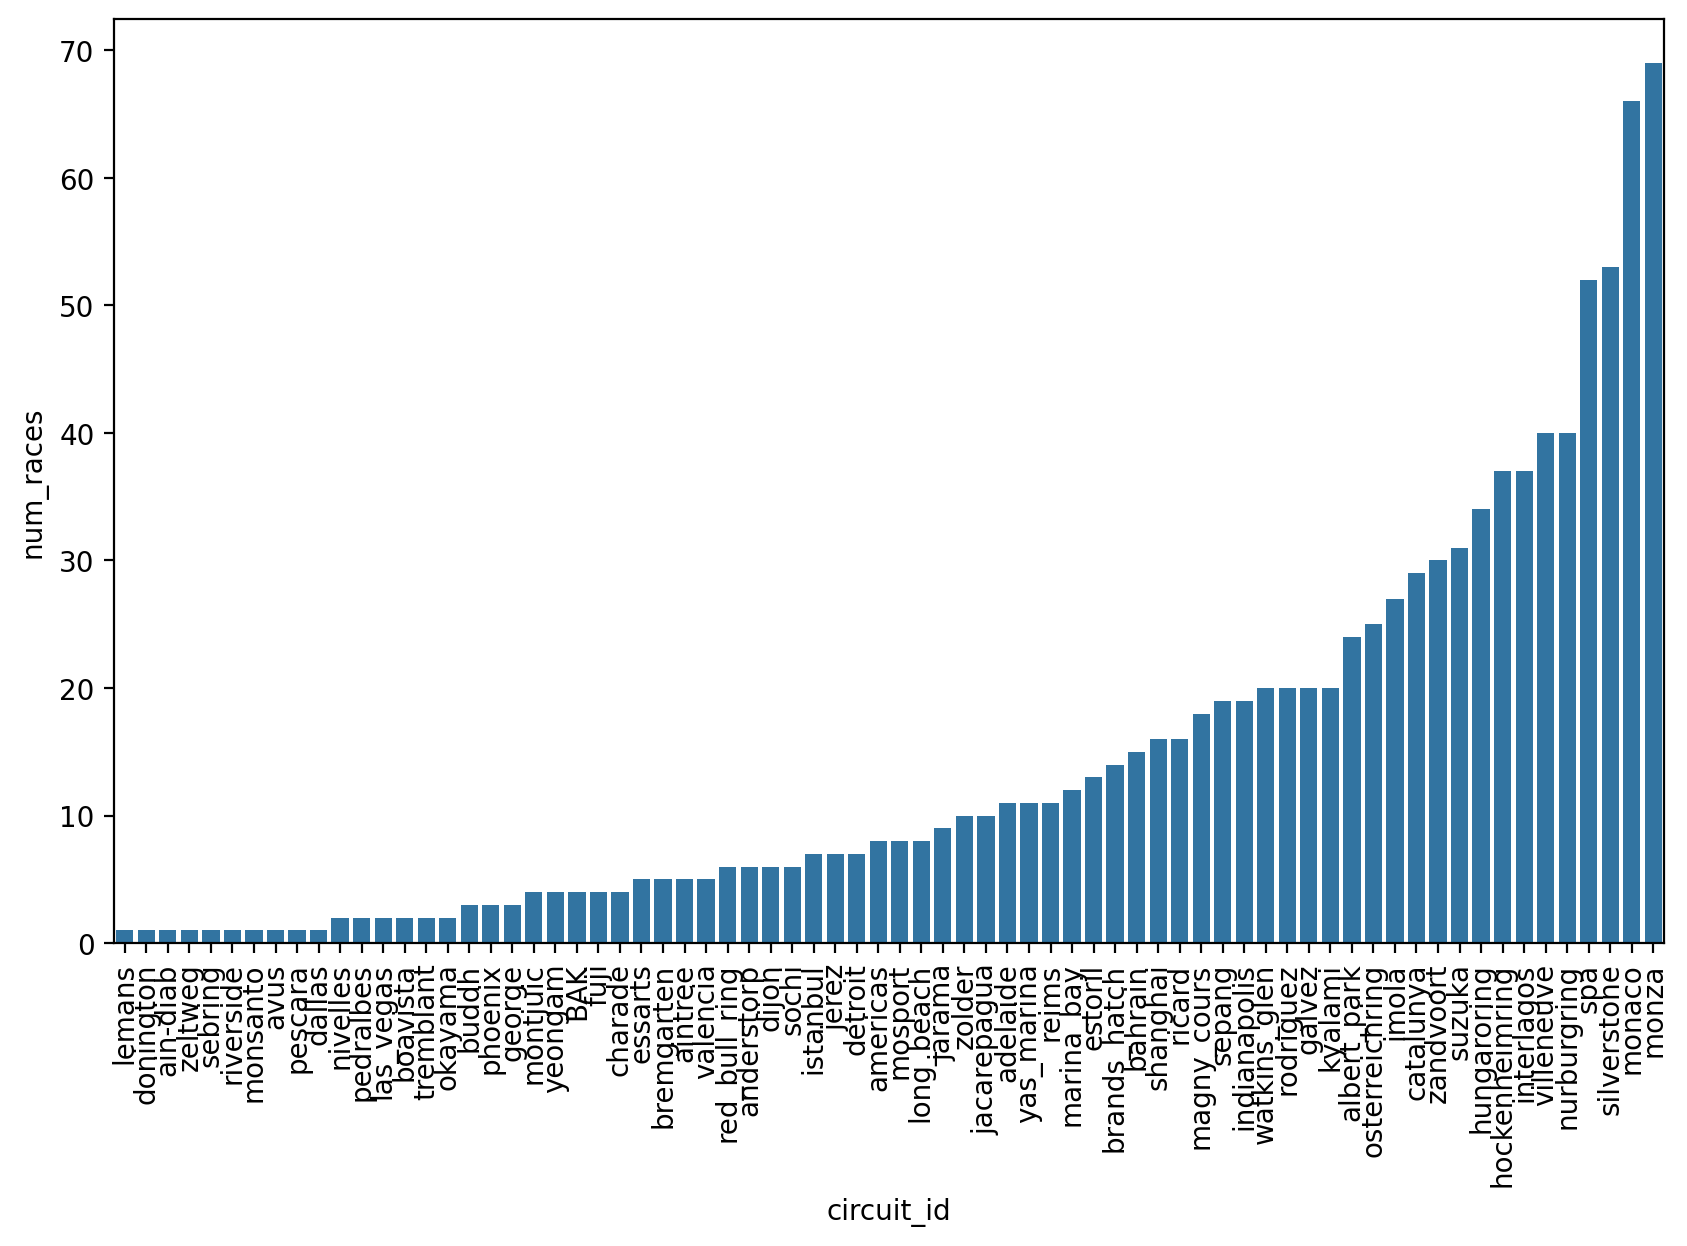 70
60
50
40
30
20
10
0
num_races
lemans
donington
ain-diab
zeltweg
sebring
riverside
monsanto
avus
pescara
dallas
nivelles
pedralbes
las_vegas
boavista
tremblant
okayama
buddh
phoenix
george
montjuic
yeongam
BAK
fuji
charade
essarts
bremgarten
aintree
valencia
red_bull_ring
anderstorp
dijon
sochi
istanbul
jerez
detroit
americas
mosport
long_beach
jarama
zolder
jacarepagua
adelaide
yas_marina
reims
marina_bay
estoril
brands_hatch
bahrain
shanghai
ricard
magny_cours
sepang
indianapolis
watkins_glen
rodriguez
galvez
kyalami
albert_park
osterreichring
imola
catalunya
zandvoort
suzuka
hungaroring
hockenheimring
interlagos
villeneuve
nurburgring
spa
silverstone
monaco
monza
circuit_id